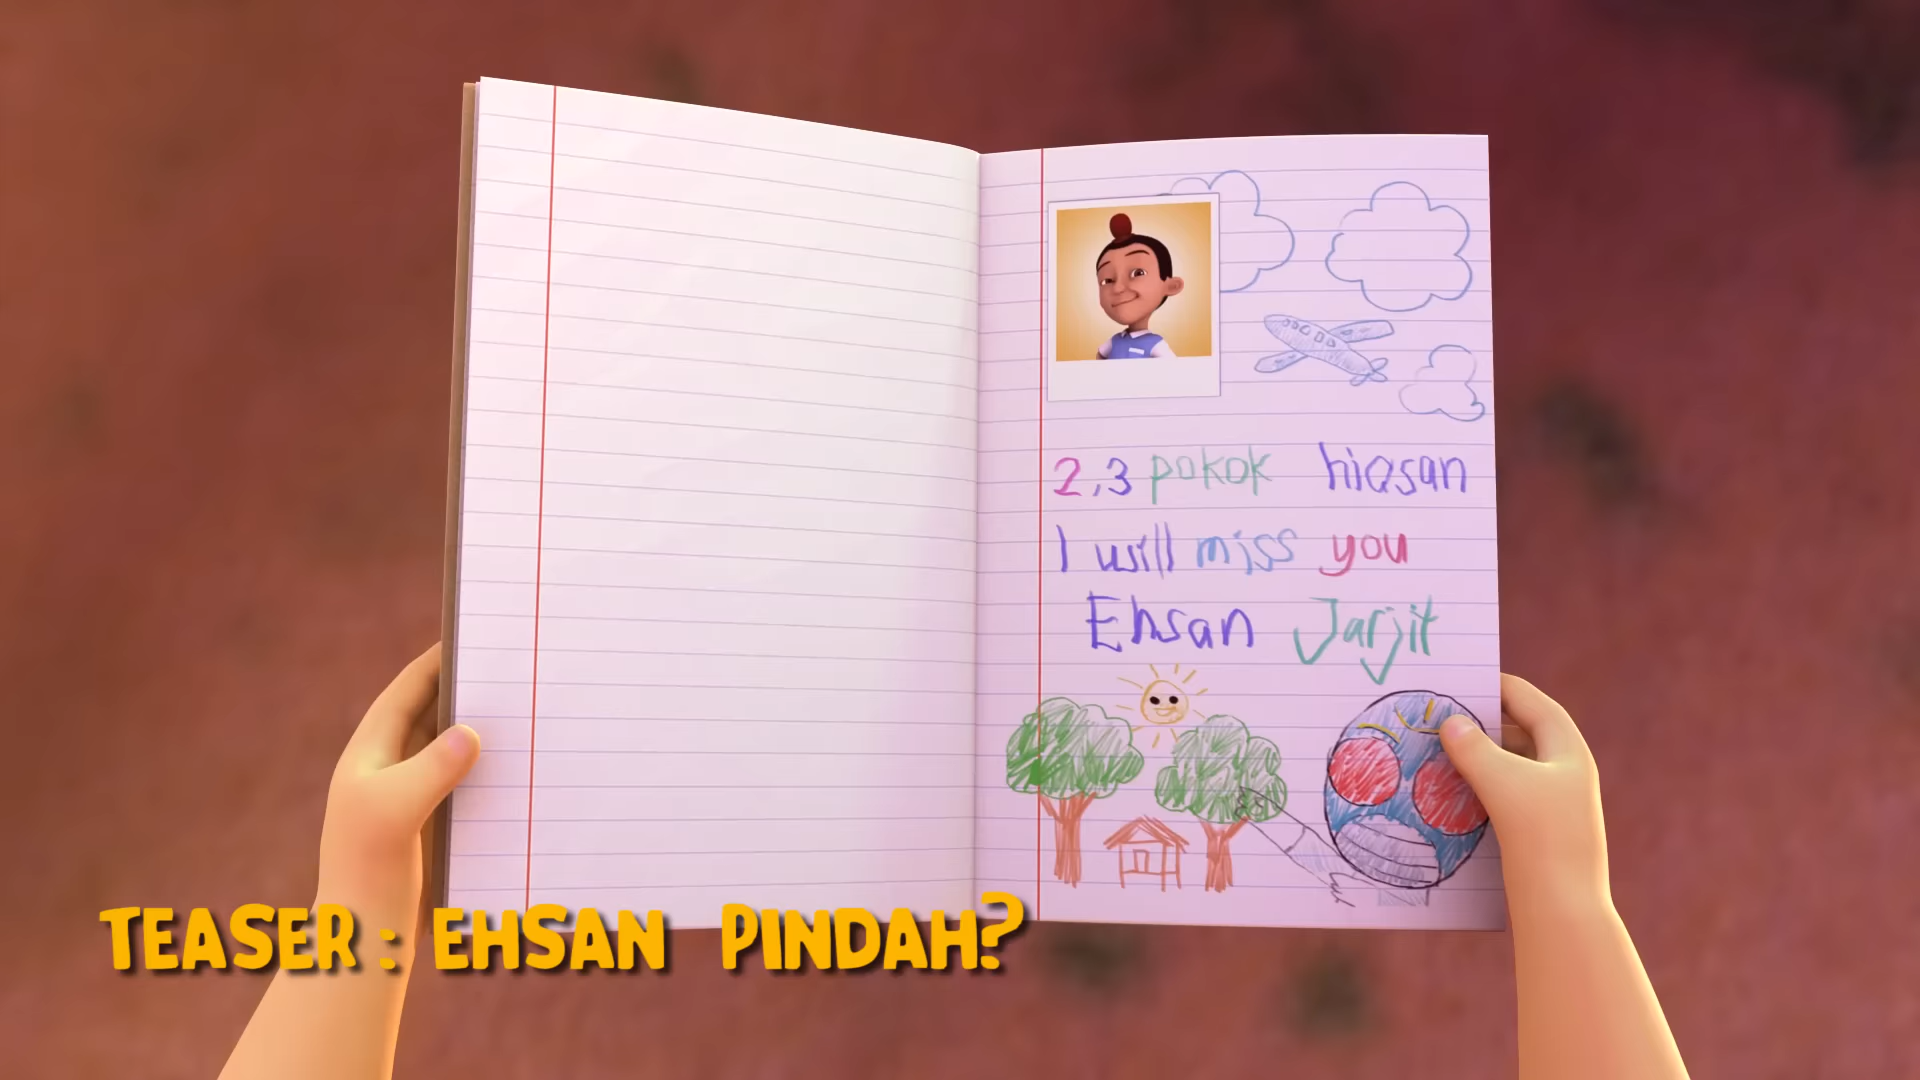 2,3 pokok hiasan
I will miss you
Ehsan Jarjit
TEASER : EHSAN PINDAH?